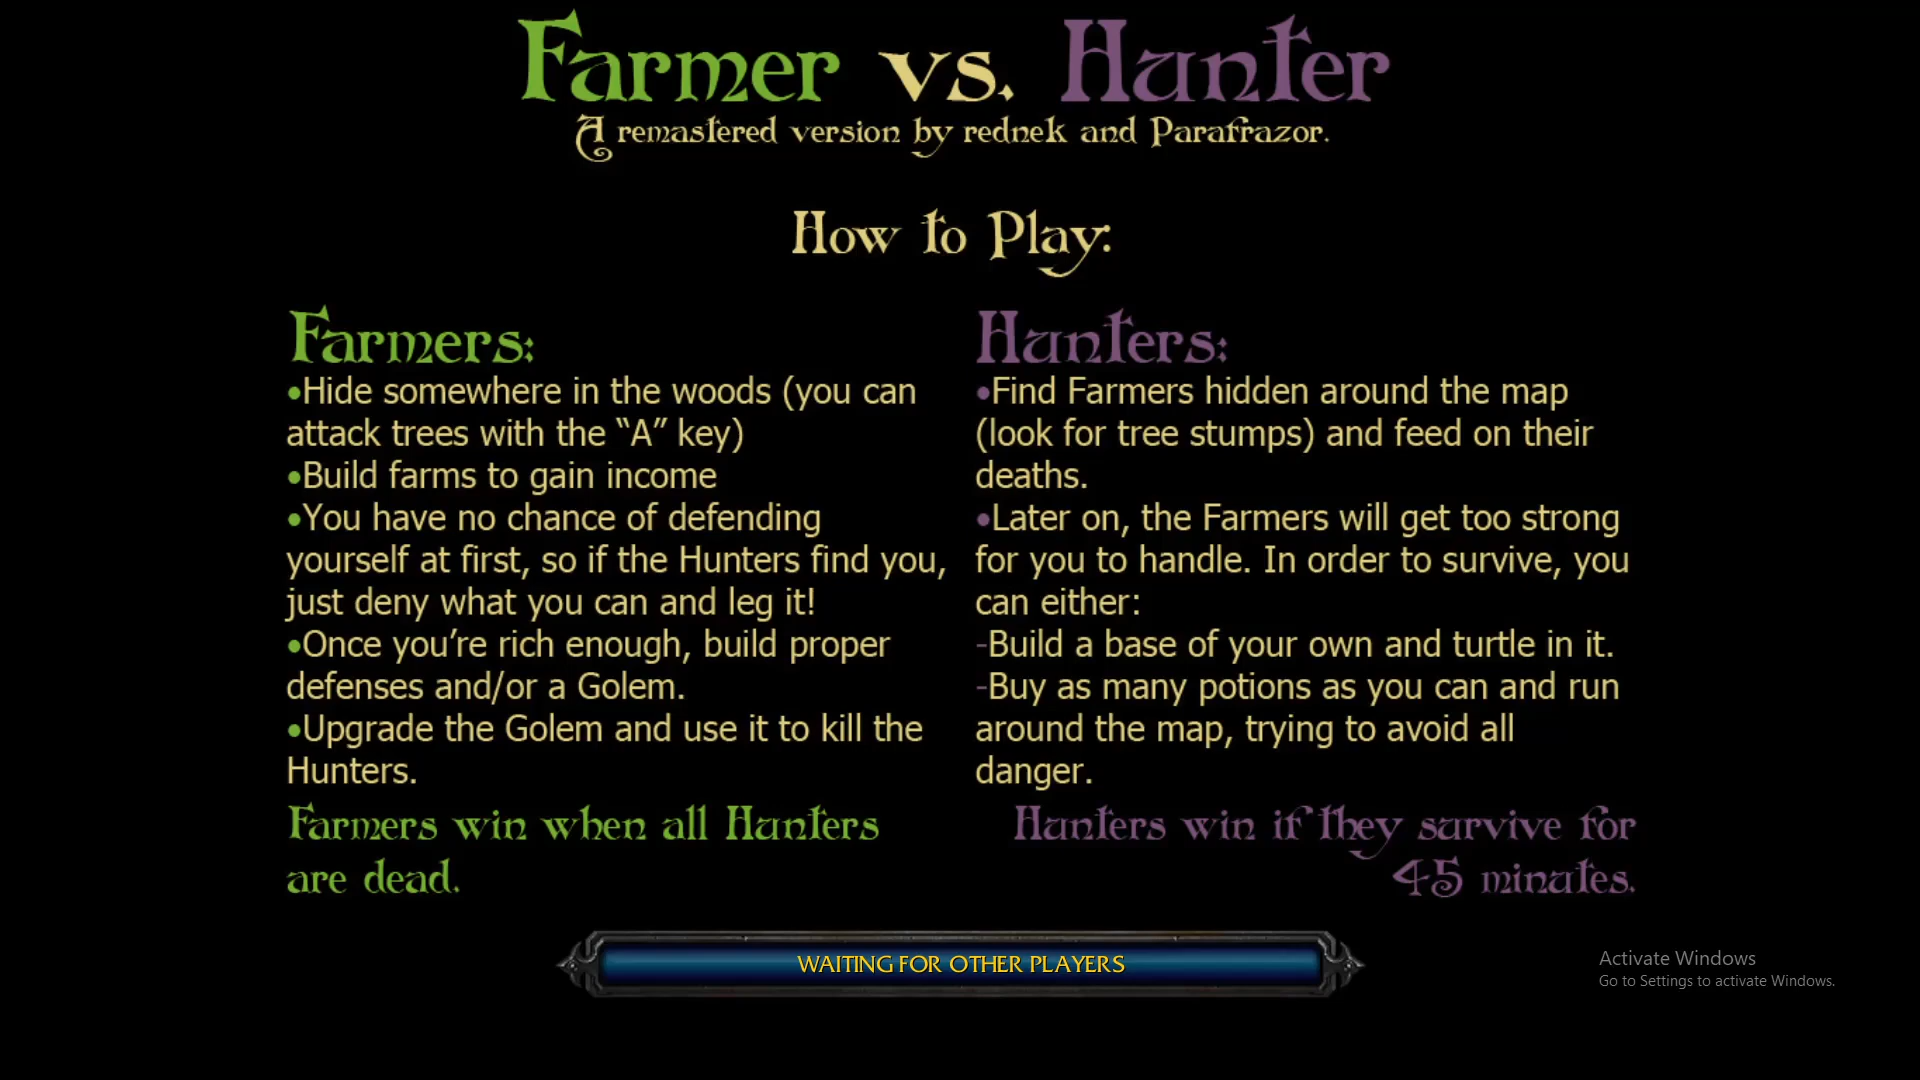 Farmer vs. Hunter
A remastered version by rednek and Parafrazor.
How to Play:
Farmers:
•Hide somewhere in the woods (you can
attack trees with the “A” key)
•Build farms to gain income
•You have no chance of defending
yourself at first, so if the Hunters find you,
just deny what you can and leg it!
•Once you’re rich enough, build proper
defenses and/or a Golem.
•Upgrade the Golem and use it to kill the
Hunters.
Farmers win when all Hunters
are dead.
Hunters:
•Find Farmers hidden around the map
(look for tree stumps) and feed on their
deaths.
•Later on, the Farmers will get too strong
for you to handle. In order to survive, you
can either:
-Build a base of your own and turtle in it.
-Buy as many potions as you can and run
around the map, trying to avoid all
danger.
Hunters win if they survive for
45 minutes.
WAITING FOR OTHER PLAYERS
Activate Windows
Go to Settings to activate Windows.